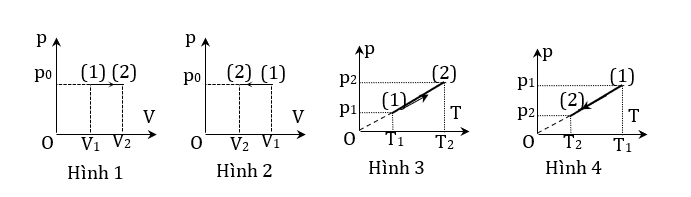 p
p₀
(1) (2)
V
O
V₁ V₂
Hình 1
p
p₀
(2) (1)
V
O
V₂ V₁
Hình 2
p
p₂
(2)
p₁
(1)
T
O
T₁ T₂
Hình 3
p
p₁
(1)
p₂
(2)
T
O
T₂ T₁
Hình 4